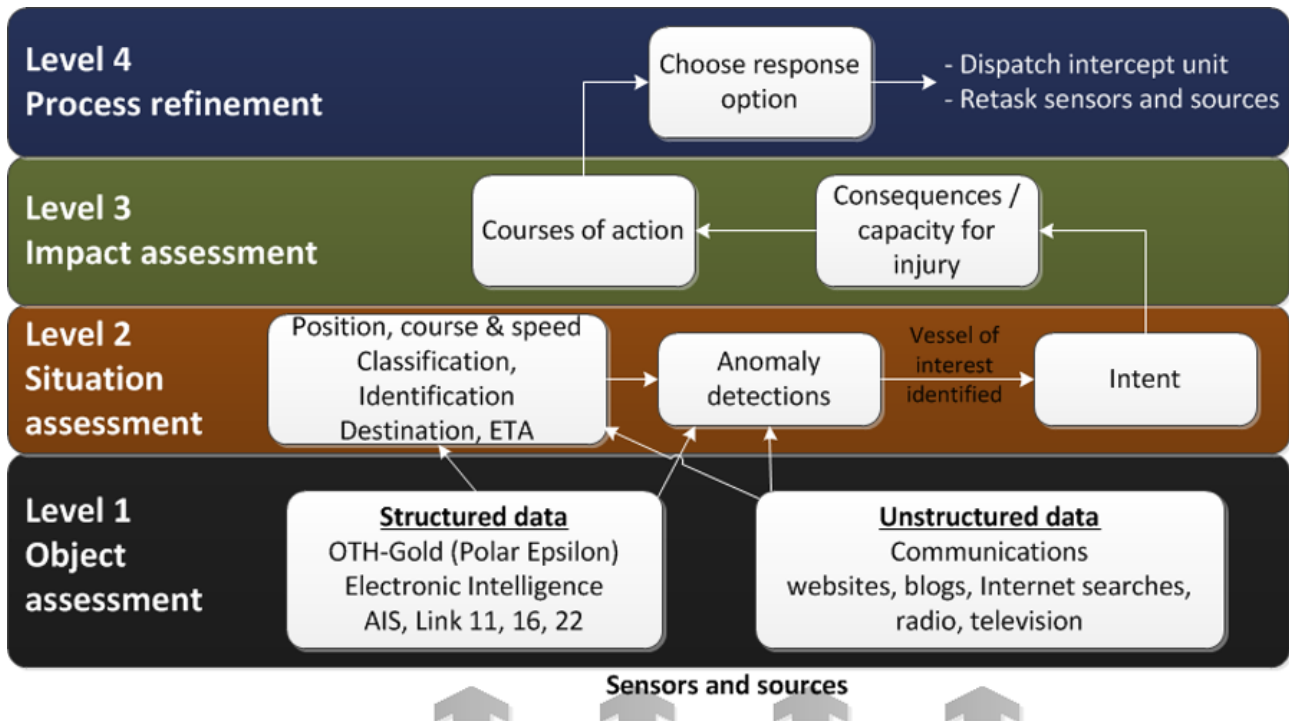 Level 4
Process refinement
Choose response
option
- Dispatch intercept unit
- Retask sensors and sources
Level 3
Impact assessment
Courses of action
Consequences /
capacity for
injury
Level 2
Situation
assessment
Position, course & speed
Classification,
Identification
Destination, ETA
Anomaly
detections
Vessel of
interest
identified
Intent
Level 1
Object
assessment
Structured data
OTH-Gold (Polar Epsilon)
Electronic Intelligence
AIS, Link 11, 16, 22
Unstructured data
Communications
websites, blogs, Internet searches,
radio, television
Sensors and sources